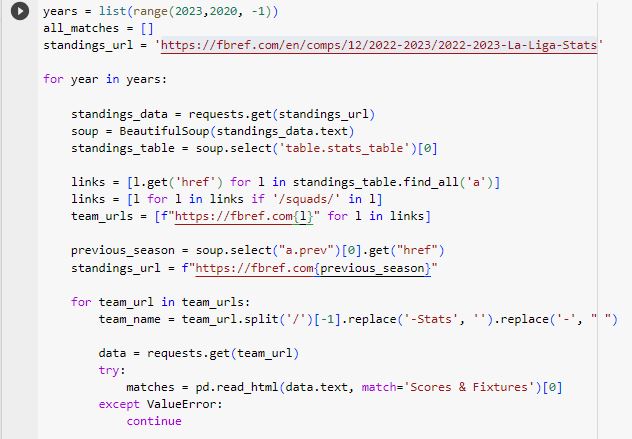 years = list(range(2023,2020, -1))
all_matches = []
standings_url = 'https://fbref.com/en/comps/12/2022-2023/2022-2023-La-Liga-Stats'
for year in years:
    standings_data = requests.get(standings_url)
    soup = BeautifulSoup(standings_data.text)
    standings_table = soup.select('table.stats_table')[0]
    links = [l.get('href') for l in standings_table.find_all('a')]
    links = [l for l in links if '/squads/' in l]
    team_urls = [f"https://fbref.com{l}" for l in links]
    previous_season = soup.select("a.prev")[0].get("href")
    standings_url = f"https://fbref.com{previous_season}"
    for team_url in team_urls:
        team_name = team_url.split('/')[-1].replace('-Stats', '').replace('-', " ")
        data = requests.get(team_url)
        try:
            matches = pd.read_html(data.text, match='Scores & Fixtures')[0]
        except ValueError:
            continue